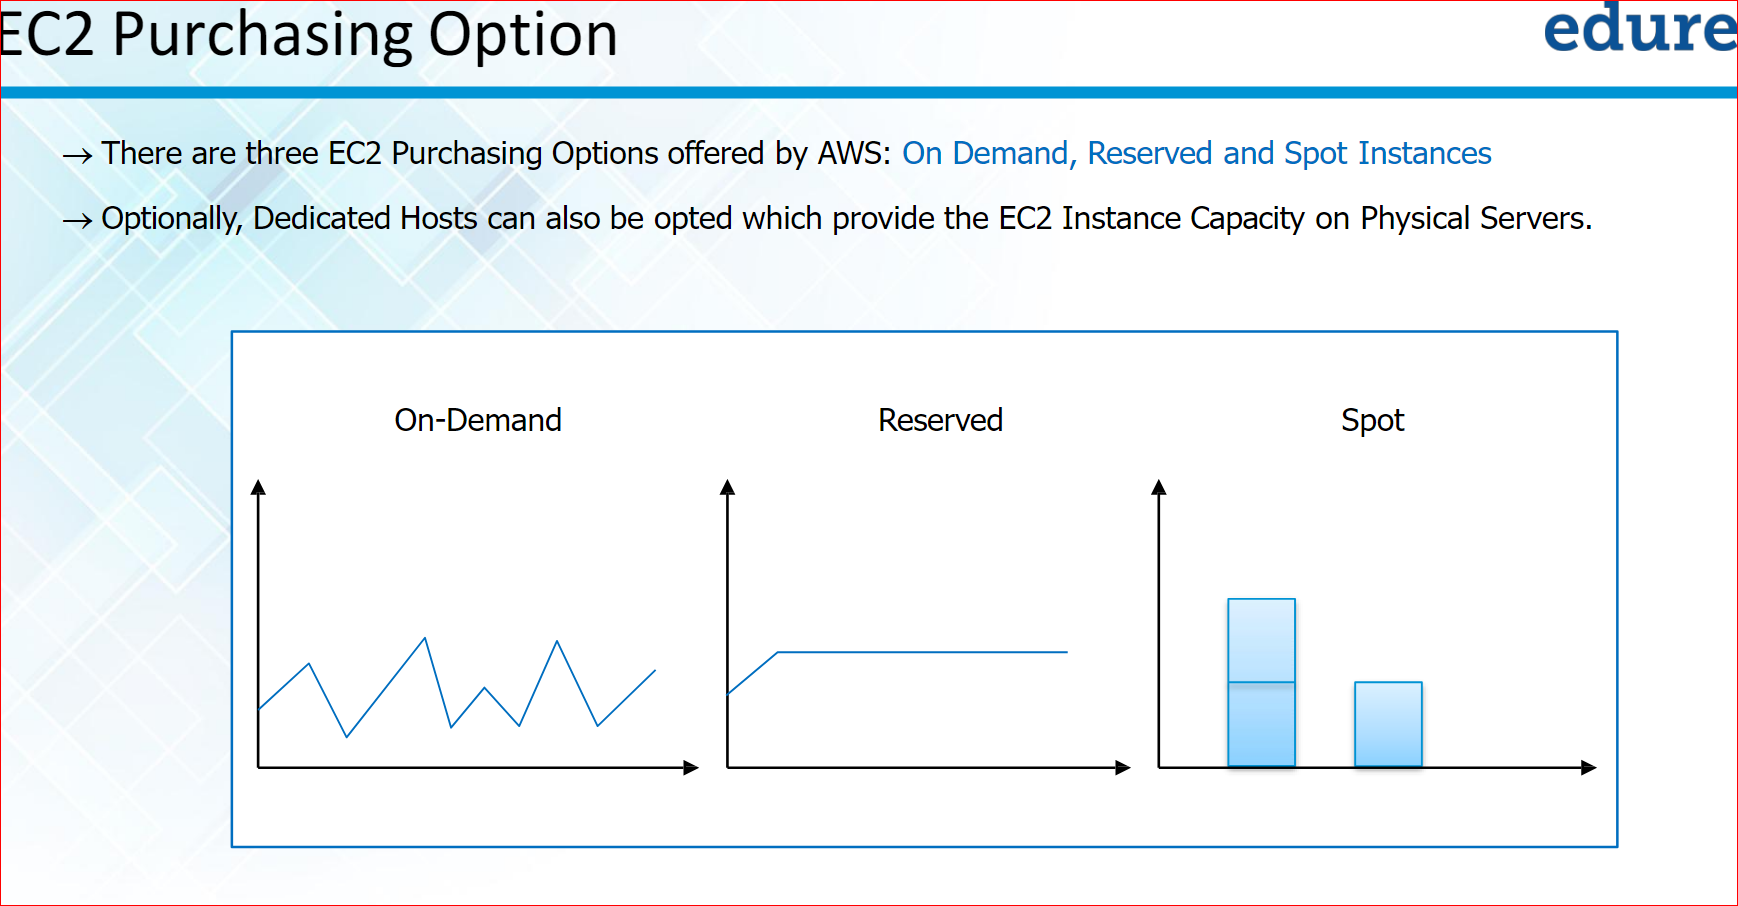 EC2 Purchasing Option
edure
→ There are three EC2 Purchasing Options offered by AWS: On Demand, Reserved and Spot Instances
→ Optionally, Dedicated Hosts can also be opted which provide the EC2 Instance Capacity on Physical Servers.
On-Demand
Reserved
Spot